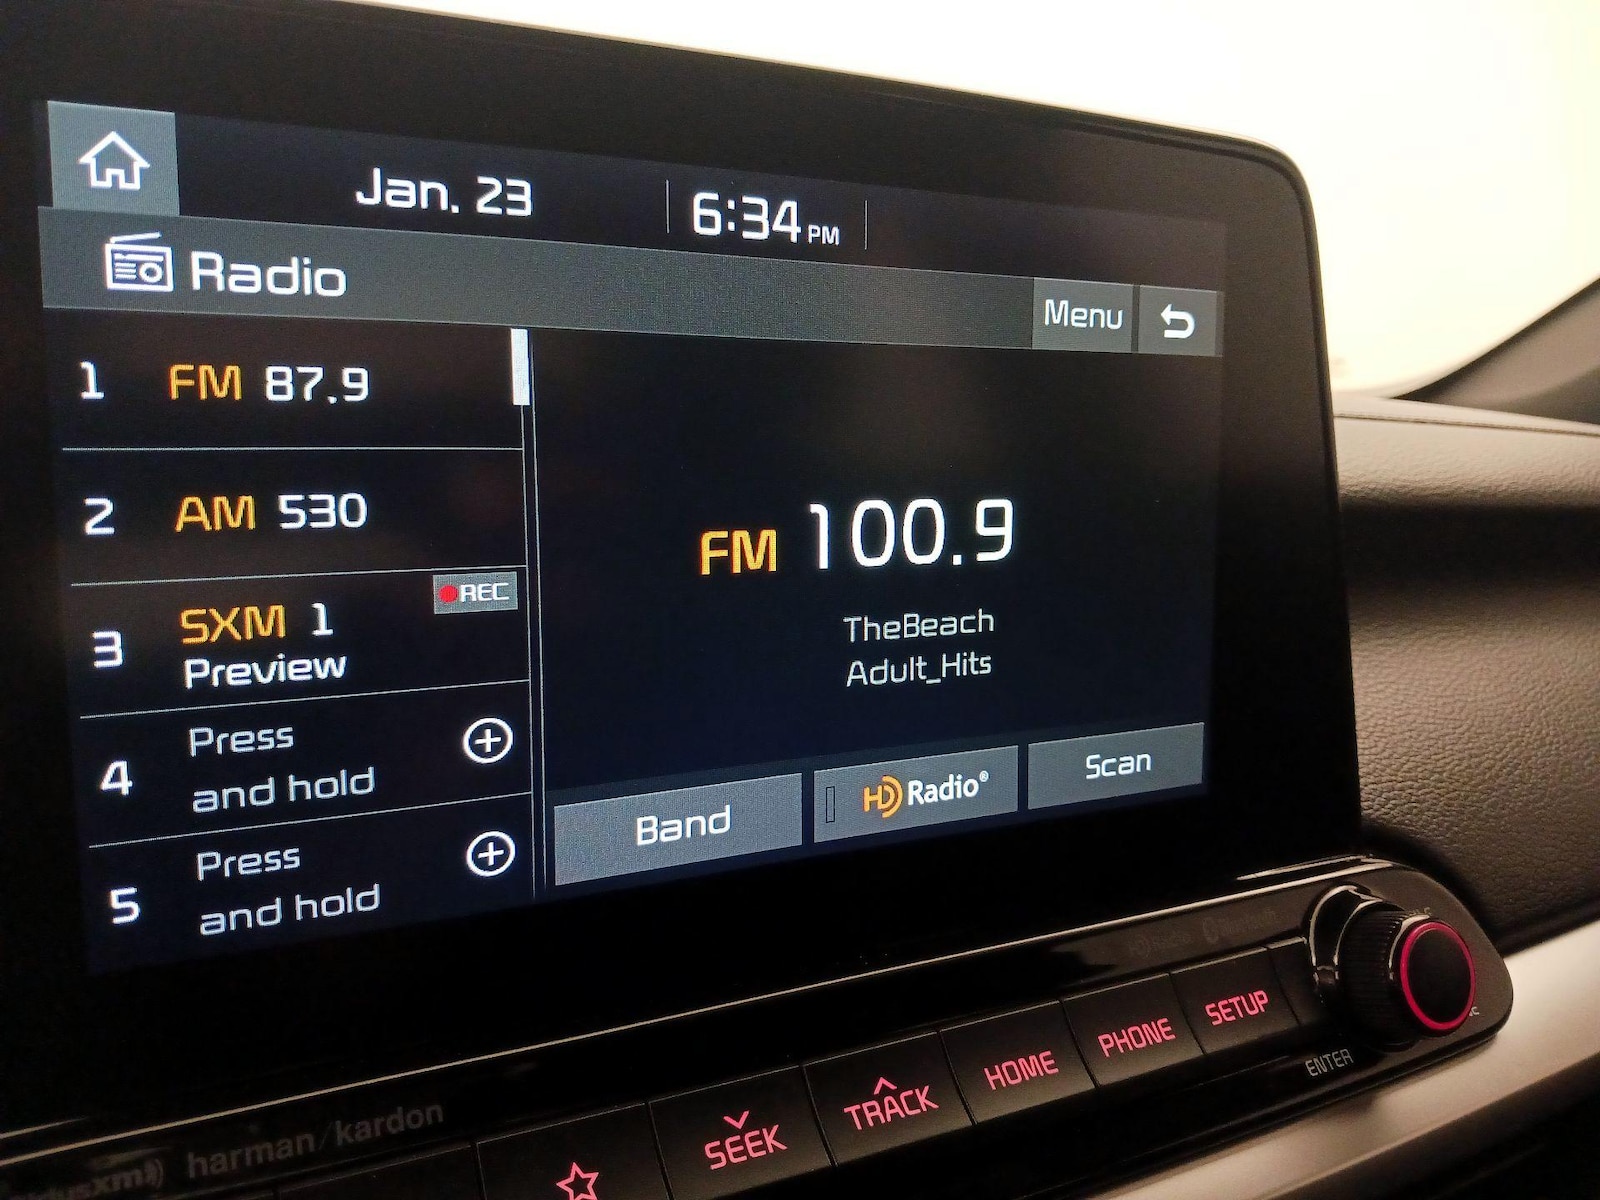 Jan. 23
6:34 PM
Radio
Menu
1 FM 87.9
2 AM 530
REC
3 SXM 1
Preview
4 Press
and hold
5 Press
and hold
FM 100.9
TheBeach
Adult_Hits
Band
HD Radio®
Scan
harman/kardon
SEEK
TRACK
HOME
PHONE
SETUP
ENTER